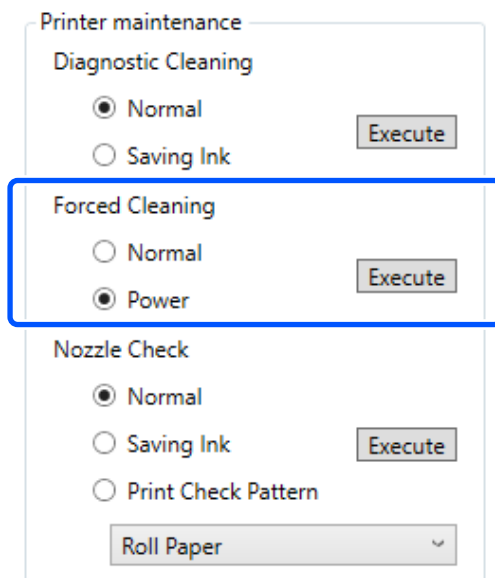 Printer maintenance
Diagnostic Cleaning
Normal
Execute
Saving Ink
Forced Cleaning
Normal
Execute
Power
Nozzle Check
Normal
Saving Ink
Execute
Print Check Pattern
Roll Paper